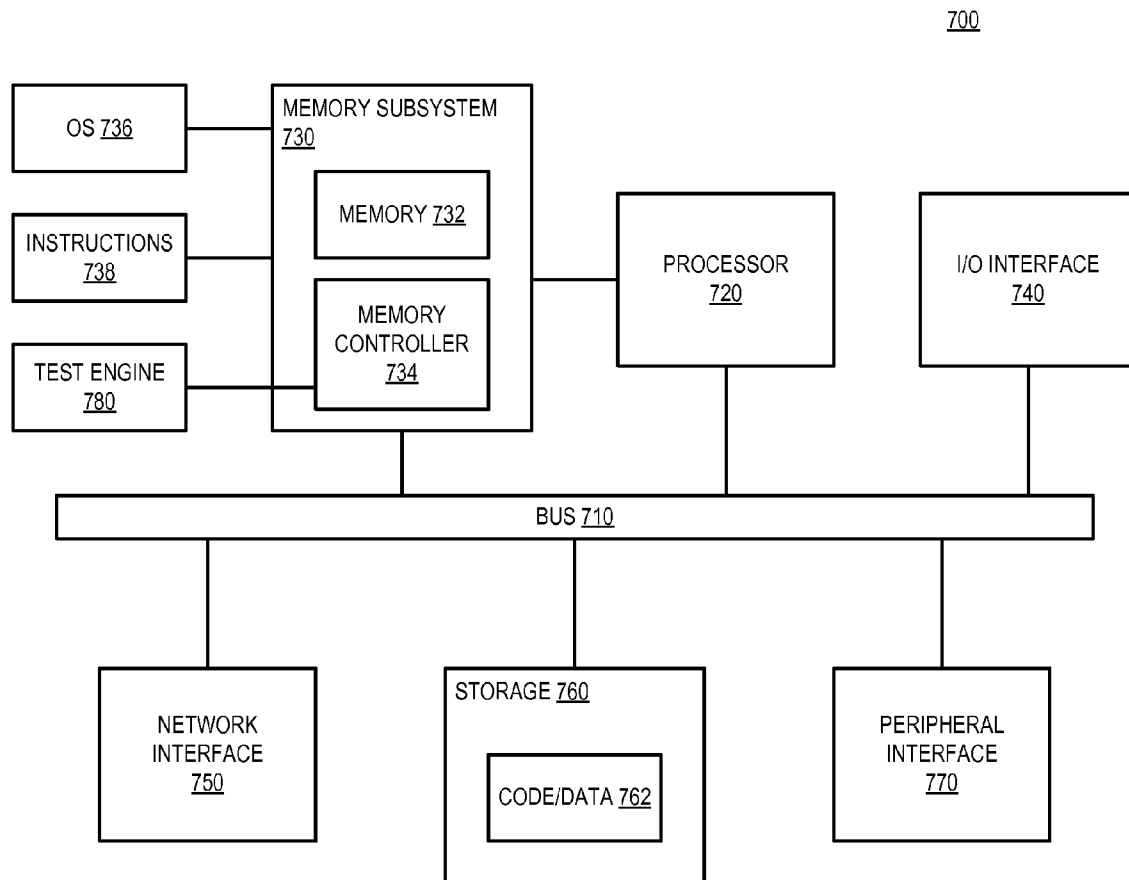 700
OS 736
MEMORY SUBSYSTEM
730
MEMORY 732
INSTRUCTIONS
738
MEMORY
CONTROLLER
734
TEST ENGINE
780
PROCESSOR
720
I/O INTERFACE
740
BUS 710
NETWORK
INTERFACE
750
STORAGE 760
CODE/DATA 762
PERIPHERAL
INTERFACE
770